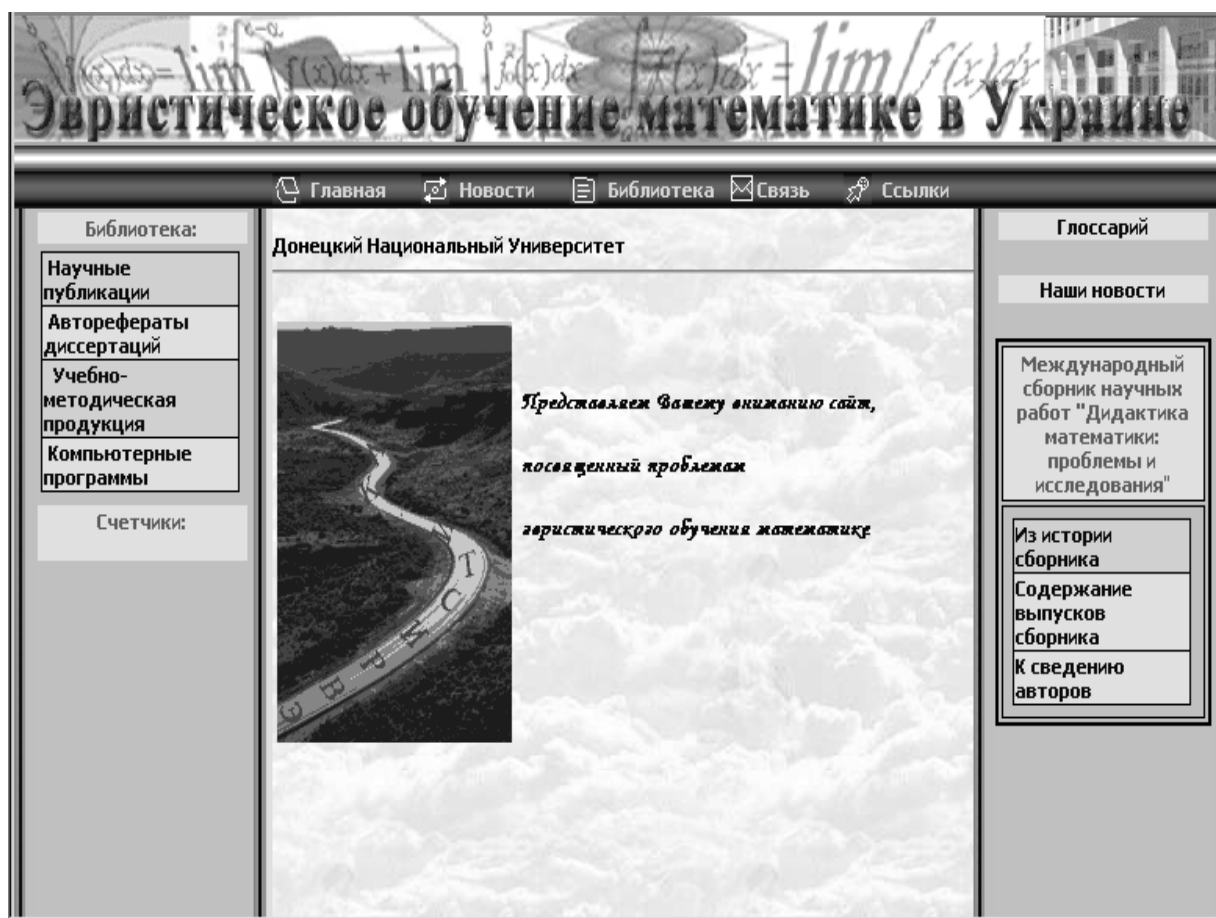 Эвристическое обучение математике в Украине
Главная Новости Библиотека Связь Ссылки
Библиотека:
Научные
публикации
Авторефераты
диссертаций
Учебно-
методическая
продукция
Компьютерные
программы
Счетчики:
Донецкий Национальный Университет
Представляем Вашему вниманию сайт,
посвященный проблемам
эвристического обучения математике
Глоссарий
Наши новости
Международный
сборник научных
работ "Дидактика
математики:
проблемы и
исследования"
Из истории
сборника
Содержание
выпусков
сборника
К сведению
авторов